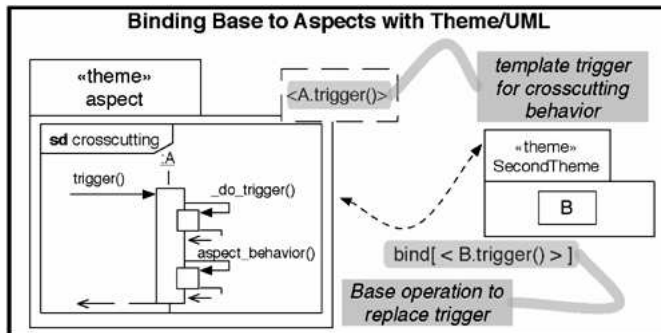 Binding Base to Aspects with Theme/UML
«theme»
aspect
<A.trigger()>
template trigger
for crosscutting
behavior
sd crosscutting
:A
trigger()
_do_trigger()
aspect_behavior()
«theme»
SecondTheme
B
bind[ < B.trigger() > ]
Base operation to
replace trigger